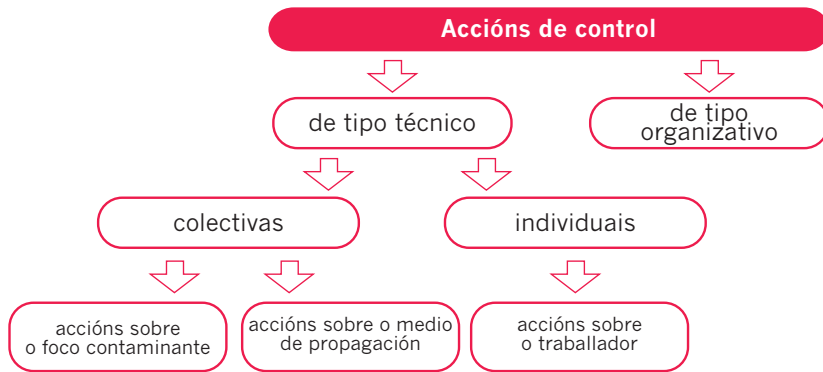 Accións de control
de tipo técnico
de tipo
organizativo
colectivas
individuais
accións sobre
o foco contaminante
accións sobre o medio
de propagación
accións sobre
o traballador